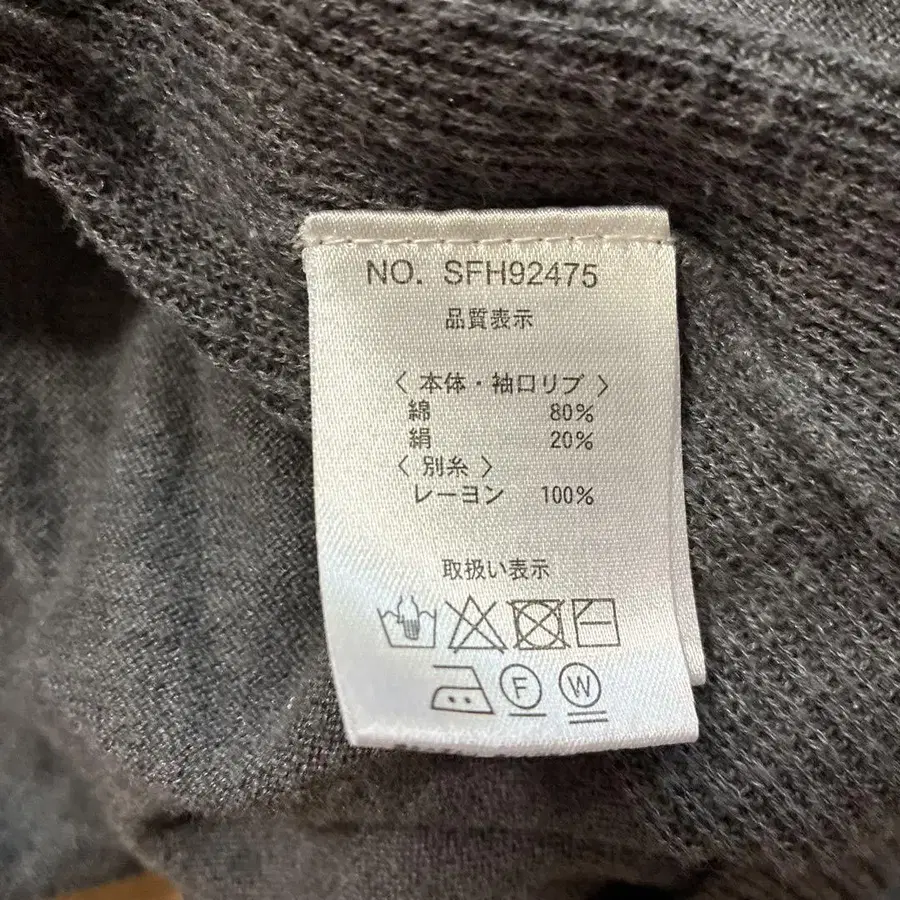 NO. SFH92475
品質表示
〈 本体・袖口リブ 〉
綿 80%
絹 20%
〈 別糸 〉
レーヨン 100%
取扱い表示
F W